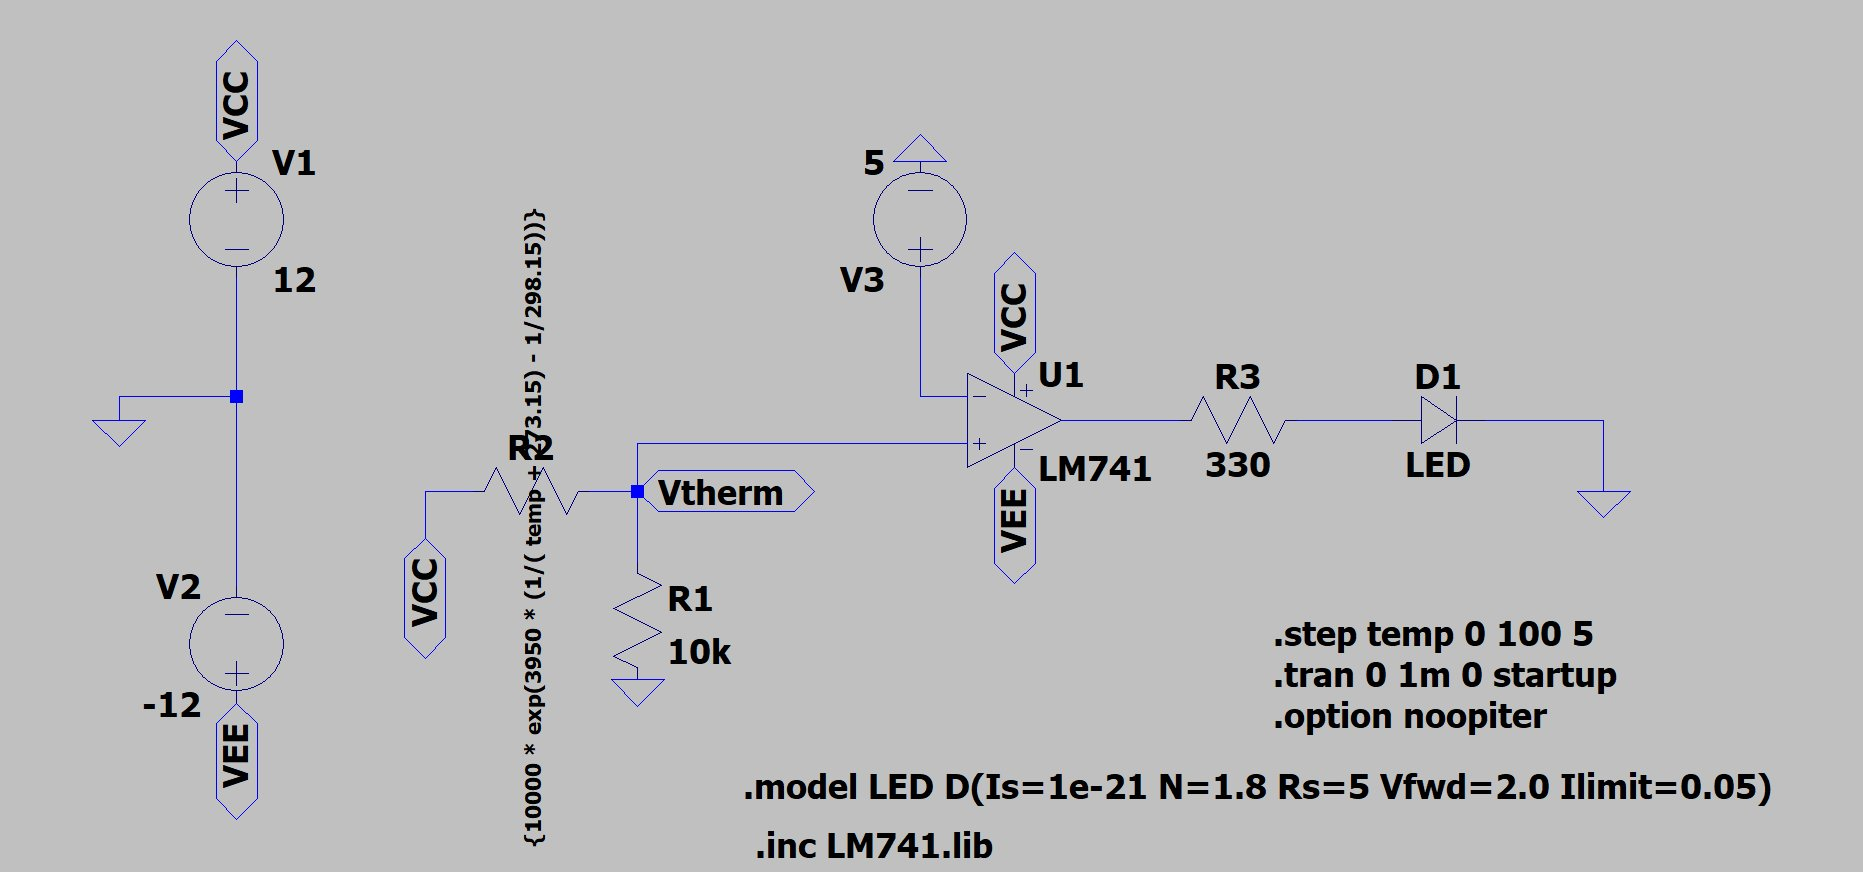 VCC
V1
12
V2
-12
VEE
{10000 * exp(3950 * (1/( temp + 273.15) - 1/298.15))}
R2
VCC
Vtherm
R1
10k
5
V3
VCC
U1
LM741
VEE
R3
330
D1
LED
.step temp 0 100 5
.tran 0 1m 0 startup
.option noopiter
.model LED D(Is=1e-21 N=1.8 Rs=5 Vfwd=2.0 Ilimit=0.05)
.inc LM741.lib